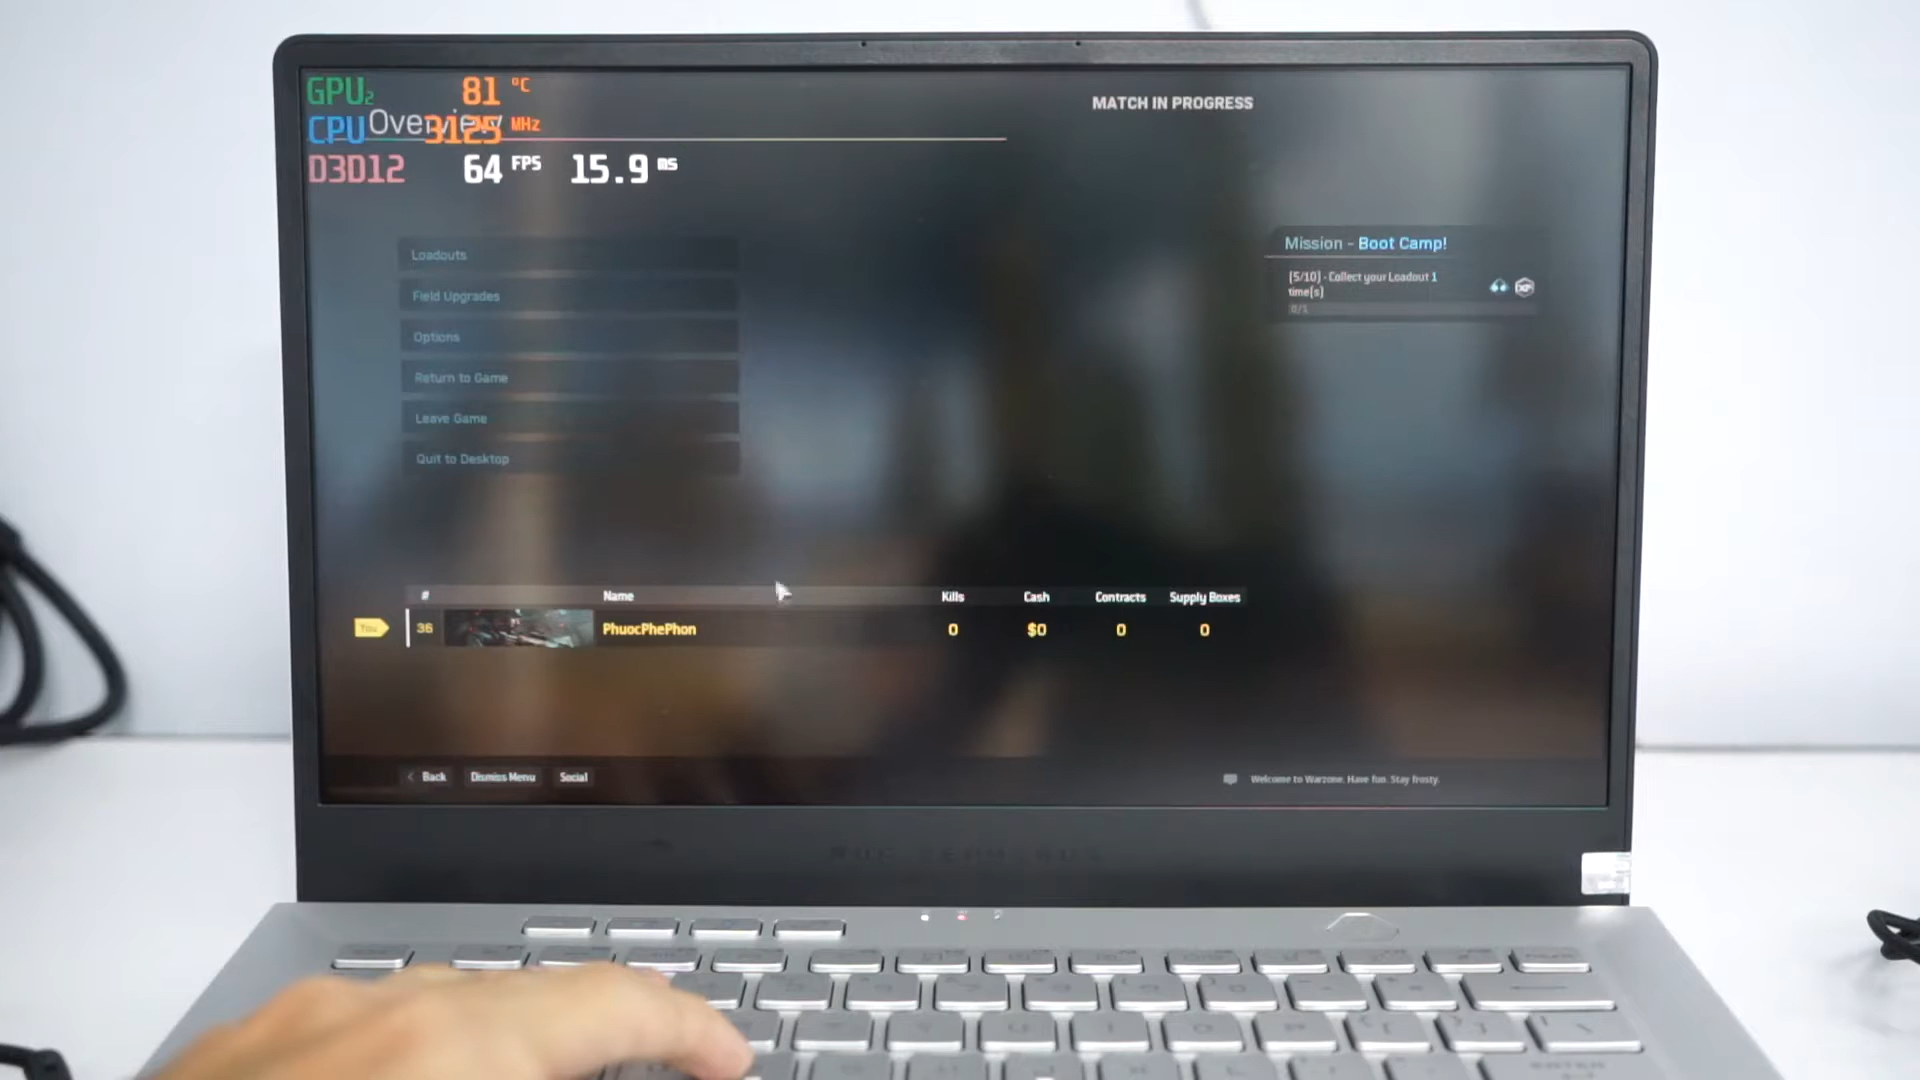 GPU2 81 °C
MATCH IN PROGRESS
Overview
CPU 3125 MHz
D3D12 64 FPS 15.9 ms
Mission - Boot Camp!
[5/10] - Collect your Loadout 1
time(s)
0/1
Loadouts
Field Upgrades
Options
Return to Game
Leave Game
Quit to Desktop
# Name Kills Cash Contracts Supply Boxes
You 36 PhuocPhePhon 0 $0 0 0
Back Dismiss Menu Social
Welcome to Warzone. Have fun. Stay frosty.
ENTER